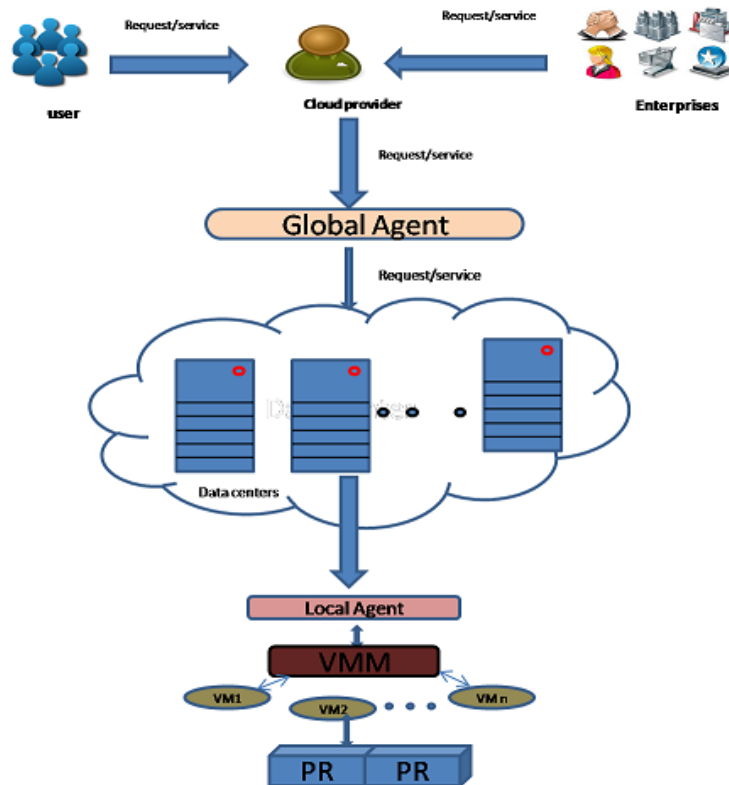 Request/service
Request/service
user
Cloud provider
Enterprises
Request/service
Global Agent
Request/service
Data centers
Local Agent
VMM
VM1
VM2
VM n
PR
PR